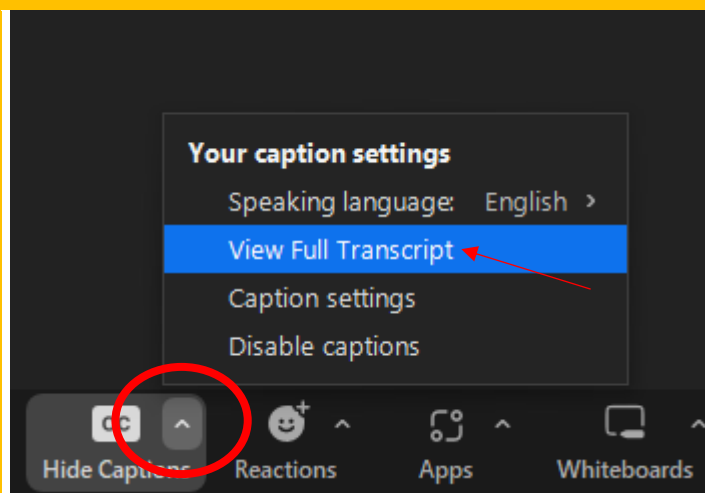 Your caption settings
Speaking language: English >
View Full Transcript
Caption settings
Disable captions
CC
Hide Captions Reactions Apps Whiteboards